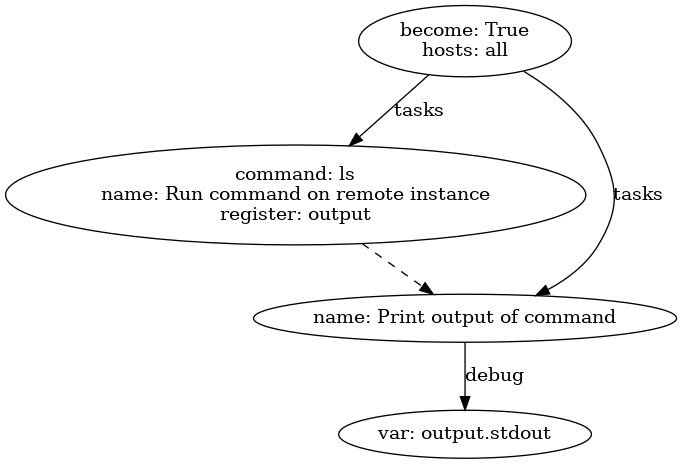 become: True
hosts: all
tasks
command: ls
name: Run command on remote instance
register: output
tasks
name: Print output of command
debug
var: output.stdout